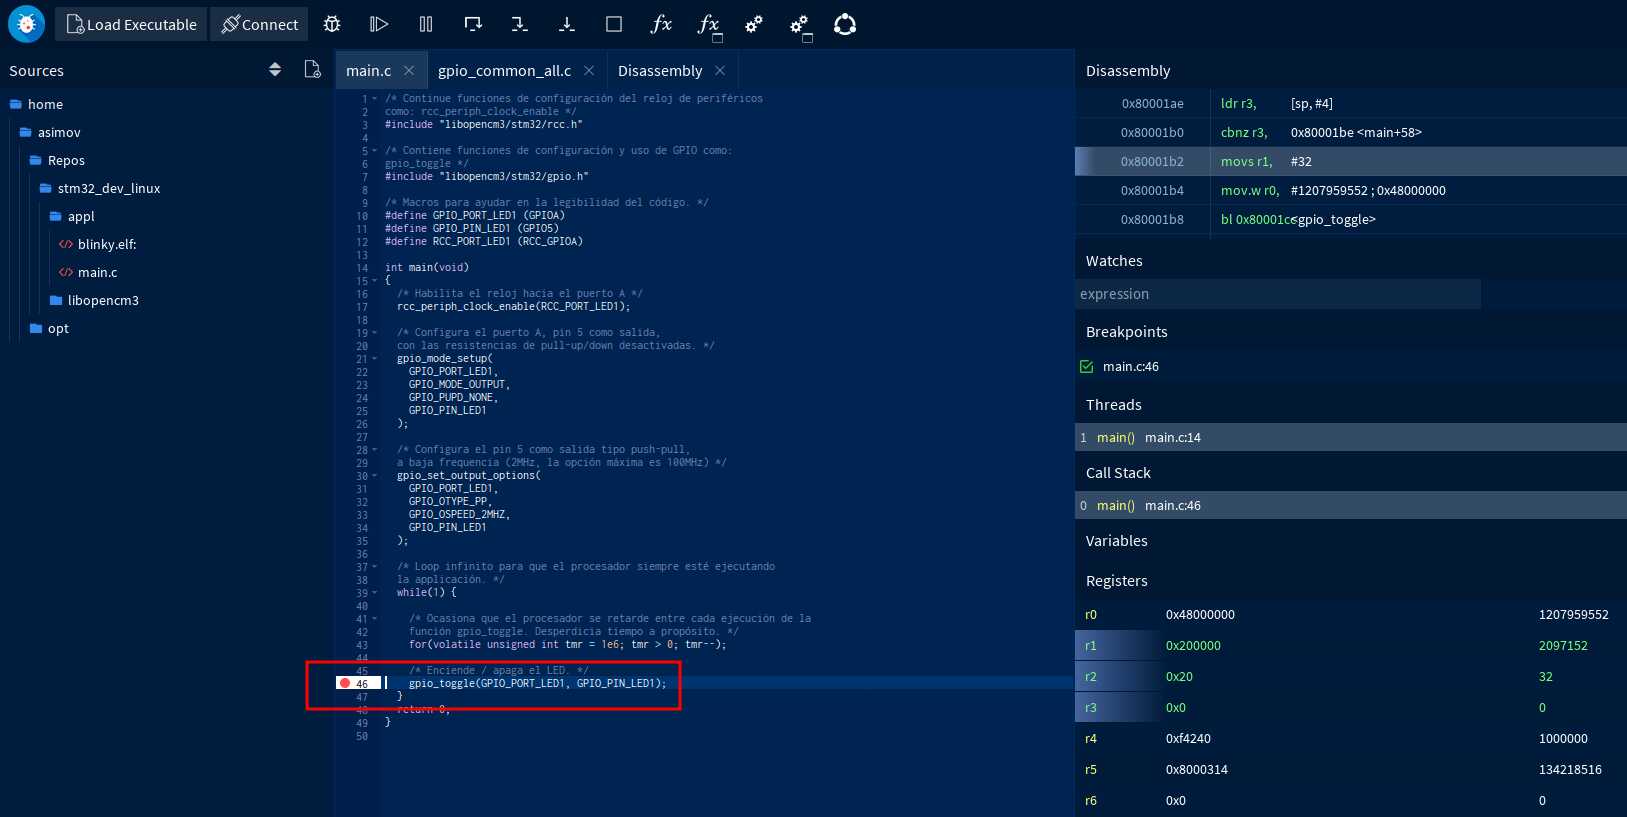 Load Executable
Connect
fx
fx
Sources
home
asimov
Repos
stm32_dev_linux
appl
</> blinky.elf:
</> main.c
libopencm3
opt
main.c ×
gpio_common_all.c ×
Disassembly ×
1 /* Continue funciones de configuración del reloj de periféricos
2 como: rcc_periph_clock_enable */
3 #include "libopencm3/stm32/rcc.h"
4
5 /* Contiene funciones de configuración y uso de GPIO como:
6 gpio_toggle */
7 #include "libopencm3/stm32/gpio.h"
8
9 /* Macros para ayudar en la legibilidad del código. */
10 #define GPIO_PORT_LED1 (GPIOA)
11 #define GPIO_PIN_LED1 (GPIO5)
12 #define RCC_PORT_LED1 (RCC_GPIOA)
13
14 int main(void)
15 {
16 /* Habilita el reloj hacia el puerto A */
17 rcc_periph_clock_enable(RCC_PORT_LED1);
18
19 /* Configura el puerto A, pin 5 como salida,
20 con las resistencias de pull-up/down desactivadas. */
21 gpio_mode_setup(
22 GPIO_PORT_LED1,
23 GPIO_MODE_OUTPUT,
24 GPIO_PUPD_NONE,
25 GPIO_PIN_LED1
26 );
27
28 /* Configura el pin 5 como salida tipo push-pull,
29 a baja frequencia (2MHz, la opción máxima es 100MHz) */
30 gpio_set_output_options(
31 GPIO_PORT_LED1,
32 GPIO_OTYPE_PP,
33 GPIO_OSPEED_2MHZ,
34 GPIO_PIN_LED1
35 );
36
37 /* Loop infinito para que el procesador siempre esté ejecutando
38 la applicación. */
39 while(1) {
40
41 /* Ocasiona que el procesador se retarde entre cada ejecución de la
42 función gpio_toggle. Desperdicia tiempo a propósito. */
43 for(volatile unsigned int tmr = 1e6; tmr > 0; tmr--);
44
45 /* Enciende / apaga el LED. */
46 gpio_toggle(GPIO_PORT_LED1, GPIO_PIN_LED1);
47 }
48 return 0;
49 }
50
Disassembly
0x80001ae ldr r3, [sp, #4]
0x80001b0 cbnz r3, 0x80001be <main+58>
0x80001b2 movs r1, #32
0x80001b4 mov.w r0, #1207959552 ; 0x48000000
0x80001b8 bl 0x80001cc <gpio_toggle>
Watches
expression
Breakpoints
main.c:46
Threads
1 main() main.c:14
Call Stack
0 main() main.c:46
Variables
Registers
r0 0x48000000 1207959552
r1 0x200000 2097152
r2 0x20 32
r3 0x0 0
r4 0xf4240 1000000
r5 0x8000314 134218516
r6 0x0 0